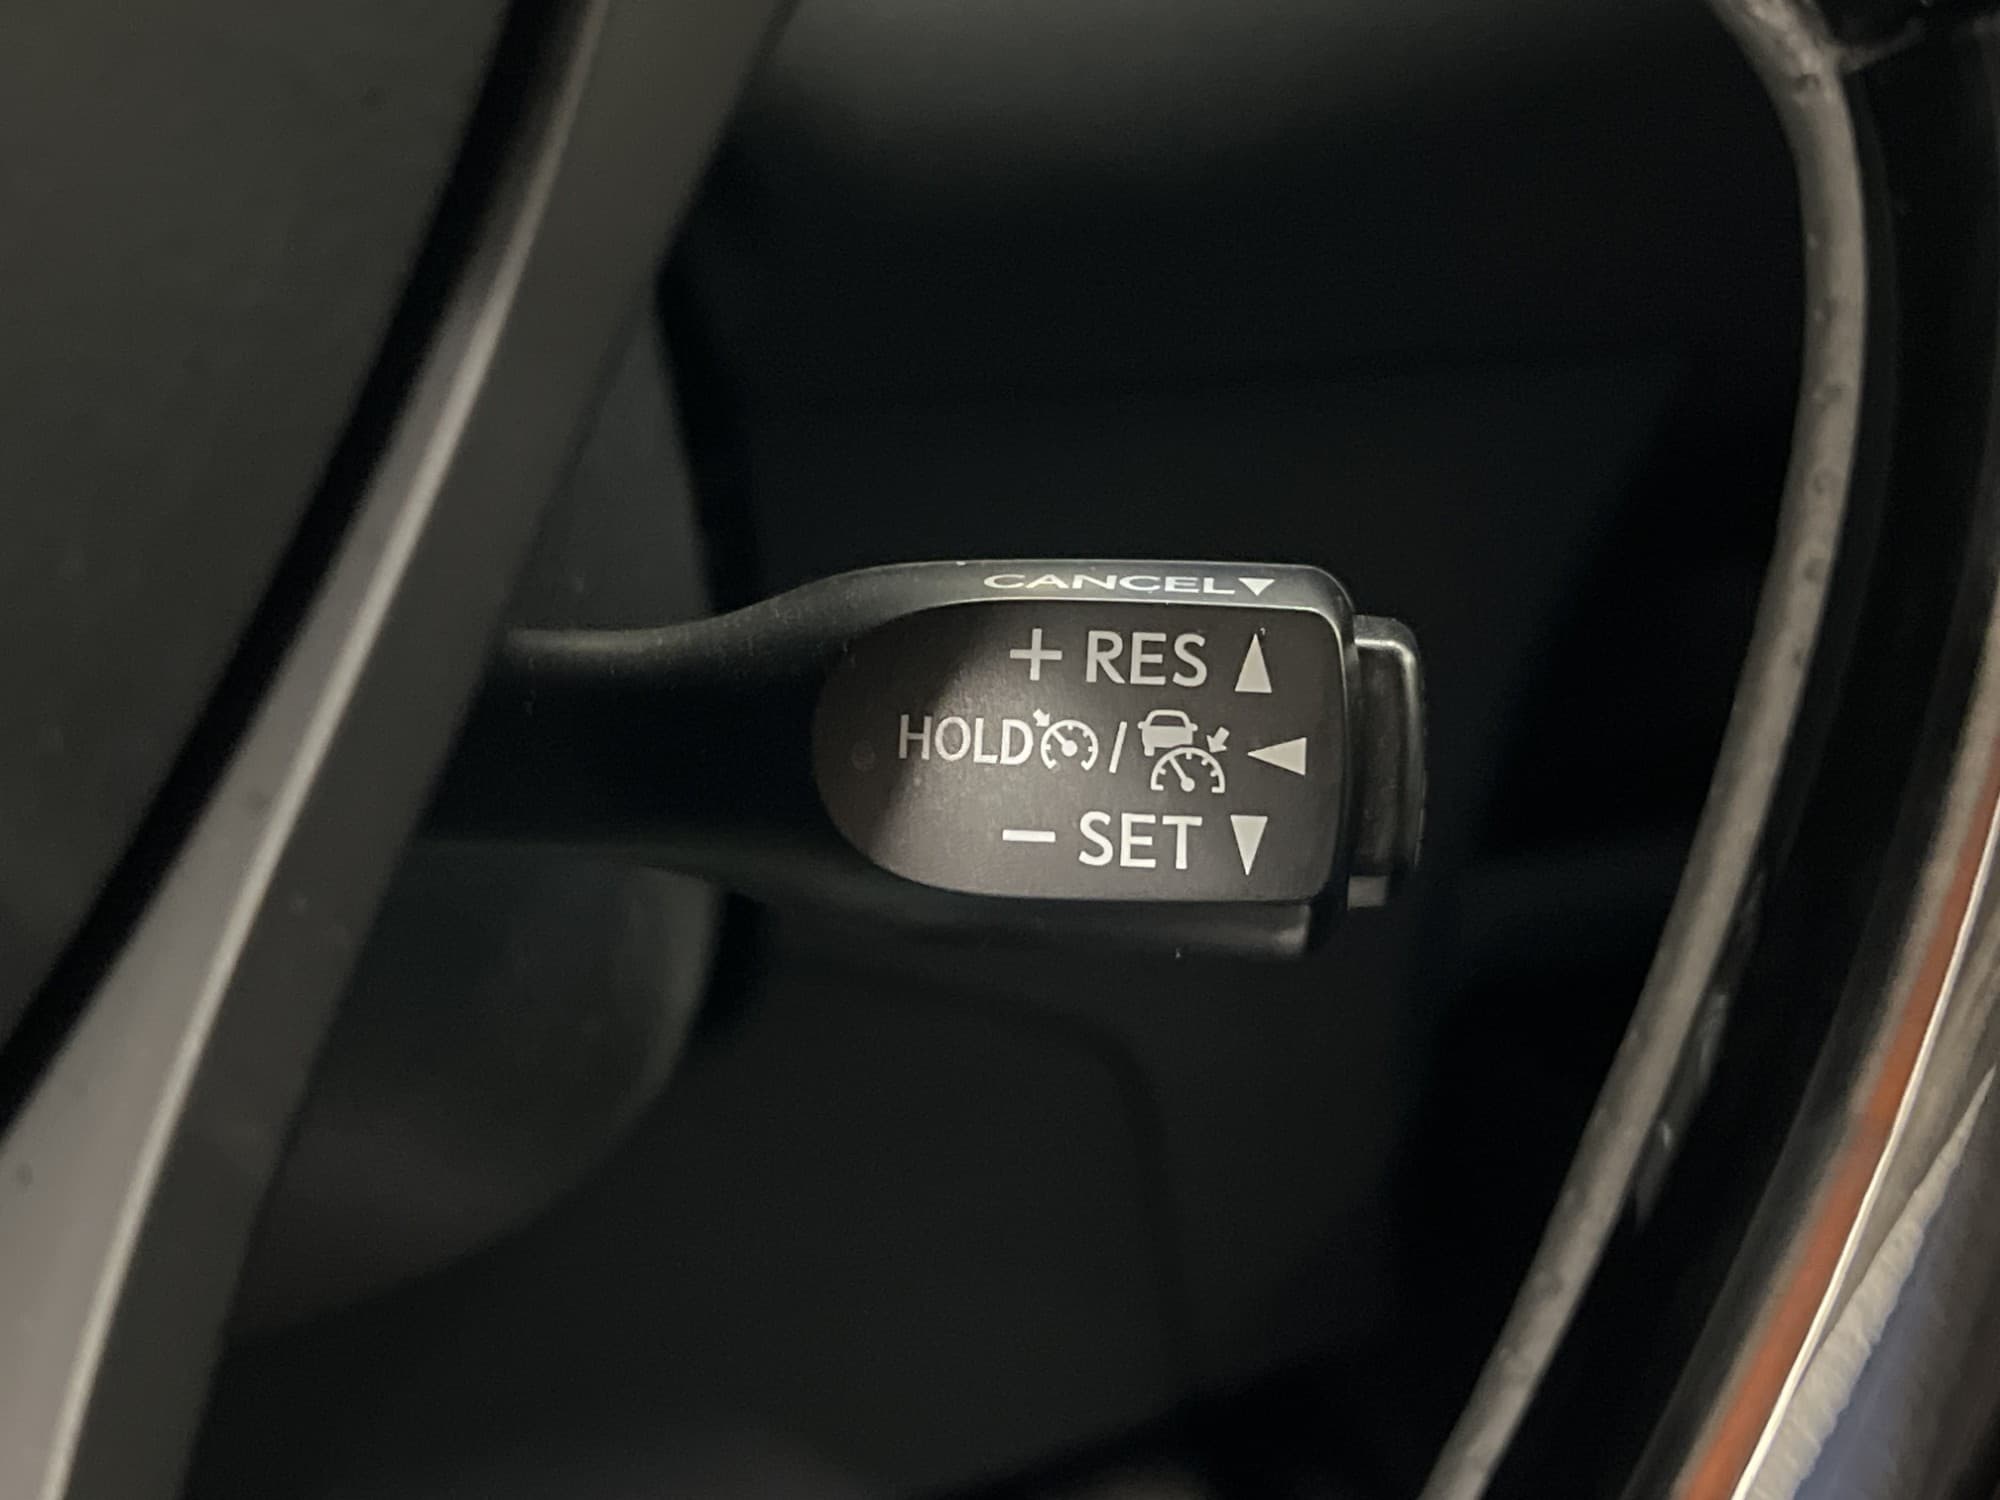 CANCEL▼
+ RES ▲
HOLD / ◀
− SET ▼